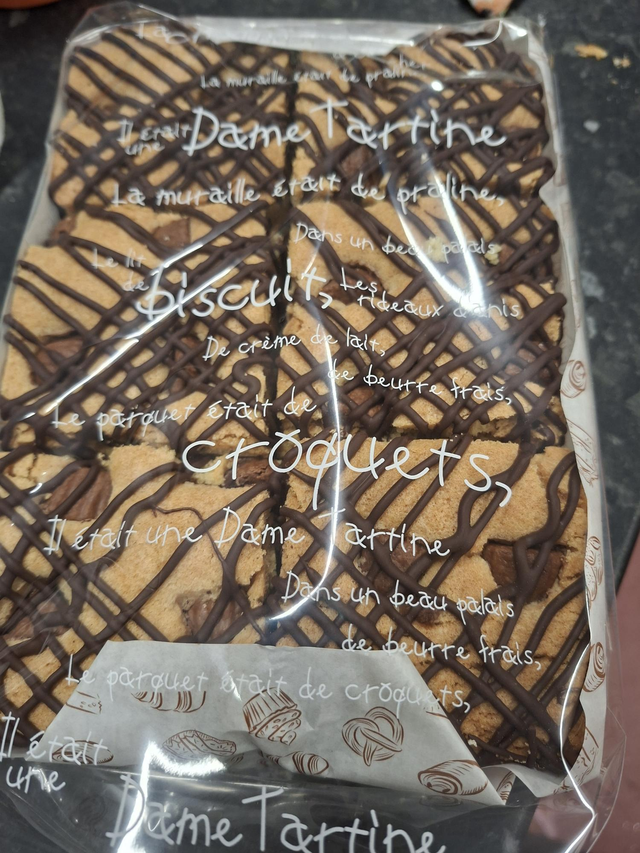 La muraille était de praline,
Il était
une
Dame Tartine
La muraille était de praline,
Dans un beau palais
Le lit
de
biscuit,
Les
rideaux d'anis
De crème de lait,
de beurre frais,
Le parquet était de
croquets,
Il était une Dame Tartine
Dans un beau palais
de beurre frais,
Le parquet était de croquets,
Il était
une
Dame Tartine